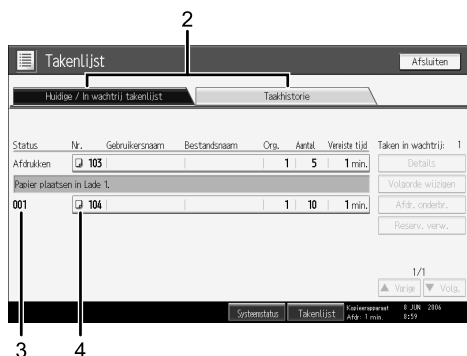 2
Takenlijst
Afsluiten
Huidige / In wachtrij takenlijst
Taakhistorie
Status Nr. Gebruikersnaam Bestandsnaam Org. Aantal Vereiste tijd Taken in wachtrij: 1
Afdrukken 103 1 5 1 min. Details
Papier plaatsen in Lade 1. Volgorde wijzigen
001 104 1 10 1 min. Afdr. onderbr.
Reserv. verw.
1/1
▲ Vorige ▼ Volg.
Systeemstatus Takenlijst Kopieerapparaat 8 JUN 2006
Afdr: 1 min. 8:59
3 4